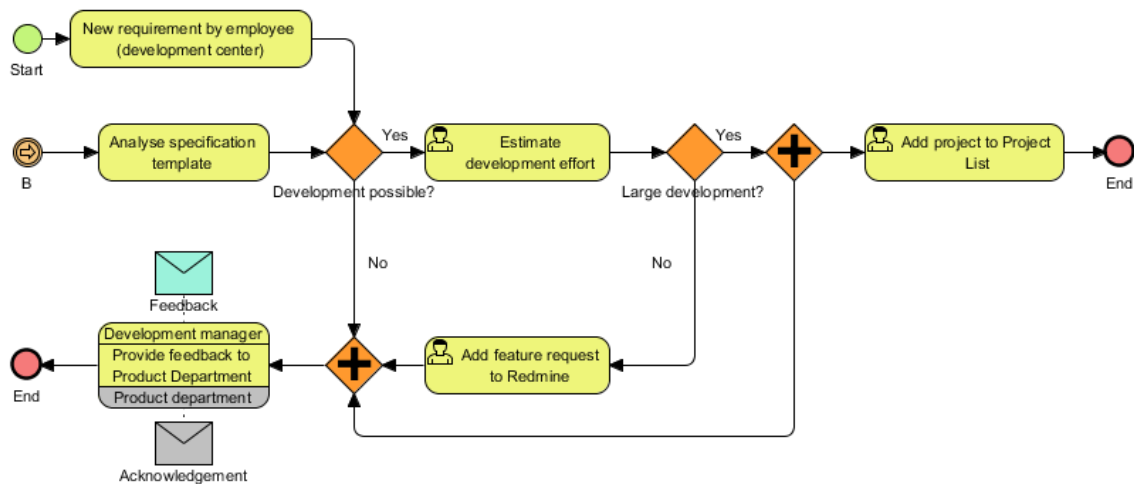 New requirement by employee
(development center)
Start
Analyse specification
template
B
Development possible?
Yes
Estimate
development effort
Large development?
Yes
Add project to Project
List
End
No
No
Feedback
Development manager
Provide feedback to
Product Department
Product department
Acknowledgement
End
Add feature request
to Redmine